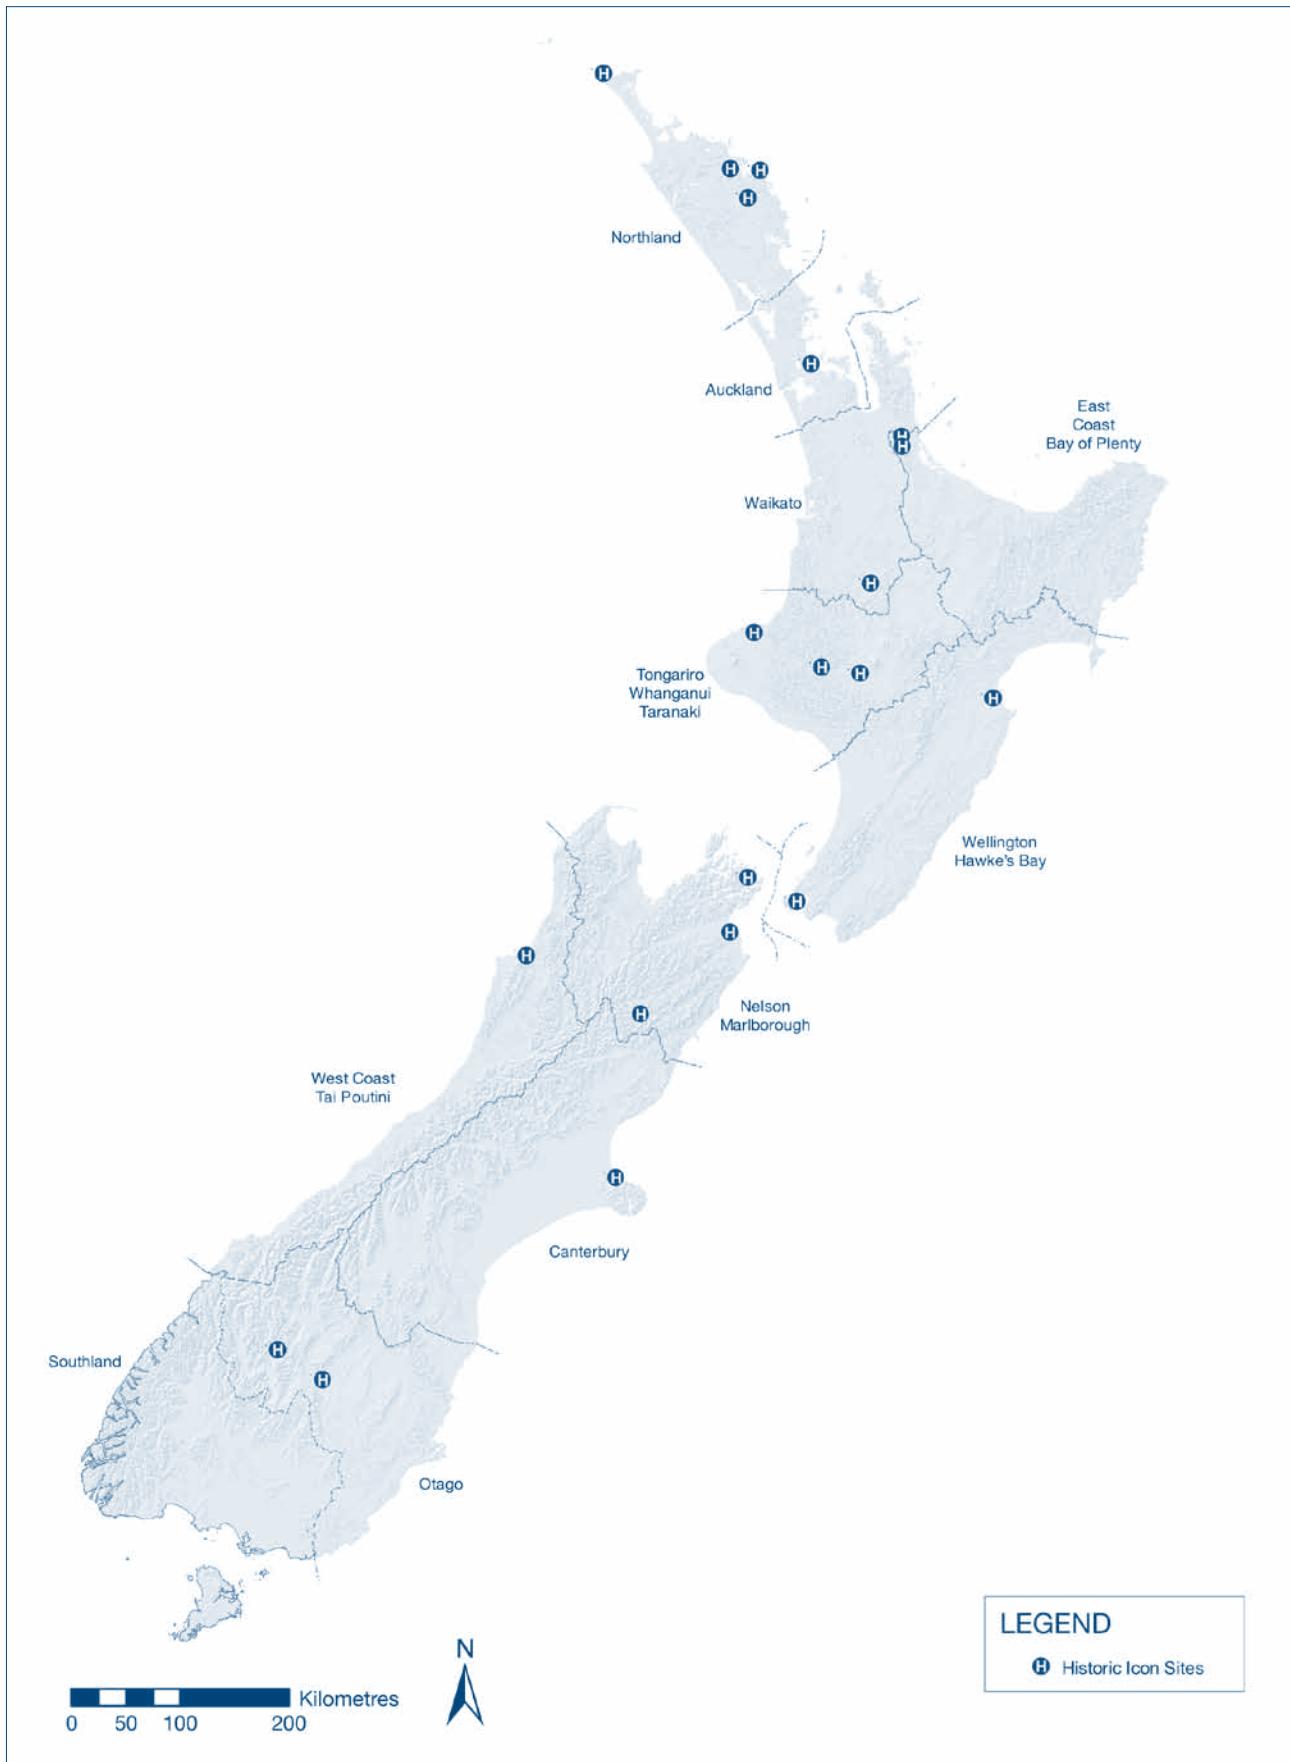 H
H
H
H
Northland
H
Auckland
East
Coast
Bay of Plenty
H
H
Waikato
H
H
H
H
Tongariro
Whanganui
Taranaki
H
Wellington
Hawke's Bay
H
H
H
H
H
Nelson
Marlborough
West Coast
Tai Poutini
H
Canterbury
H
Southland
H
Otago
LEGEND
H Historic Icon Sites
N
Kilometres
0 50 100 200